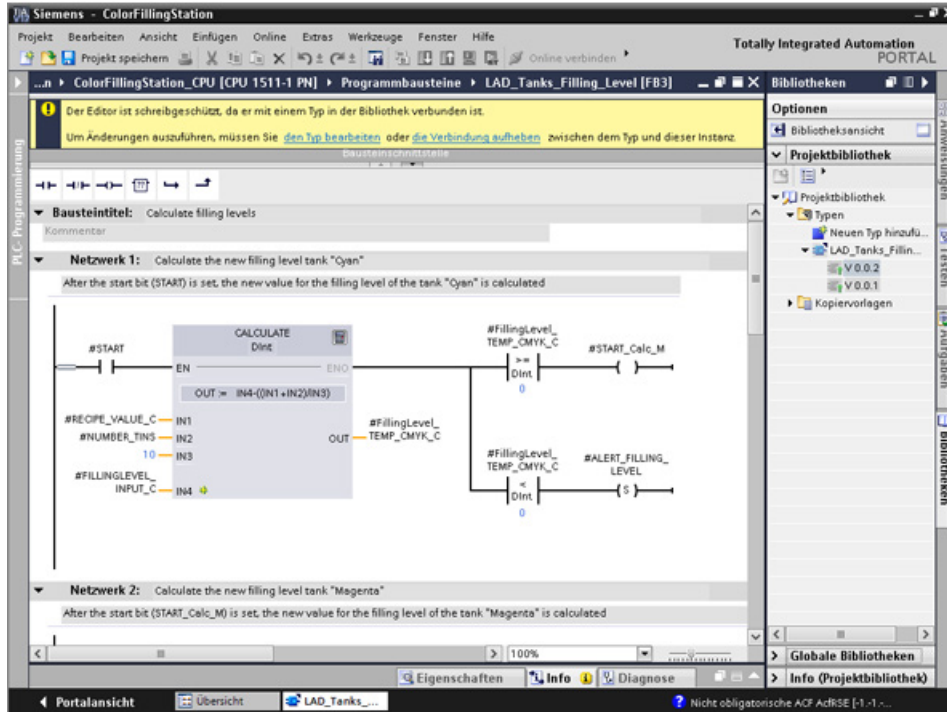 Siemens - ColorFillingStation
Projekt Bearbeiten Ansicht Einfügen Online Extras Werkzeuge Fenster Hilfe
Totally Integrated Automation
PORTAL
Projekt speichern
Online verbinden
...n ▸ ColorFillingStation_CPU [CPU 1511-1 PN] ▸ Programmbausteine ▸ LAD_Tanks_Filling_Level [FB3]
Bibliotheken
Der Editor ist schreibgeschützt, da er mit einem Typ in der Bibliothek verbunden ist.
Um Änderungen auszuführen, müssen Sie den Typ bearbeiten oder die Verbindung aufheben zwischen dem Typ und dieser Instanz.
Bausteinschnittstelle
PLC-Programmierung
Bausteintitel: Calculate filling levels
Kommentar
Netzwerk 1: Calculate the new filling level tank "Cyan"
After the start bit (START) is set, the new value for the filling level of the tank "Cyan" is calculated
#START
CALCULATE
DInt
EN
ENO
OUT := IN4-((IN1+IN2)/IN3)
#RECIPE_VALUE_C
IN1
#NUMBER_TINS
IN2
10
IN3
#FILLINGLEVEL_
INPUT_C
IN4
OUT
#FillingLevel_
TEMP_CMYK_C
#FillingLevel_
TEMP_CMYK_C
>=
DInt
0
#START_Calc_M
( )
#FillingLevel_
TEMP_CMYK_C
<
DInt
0
#ALERT_FILLING_
LEVEL
( S )
Netzwerk 2: Calculate the new filling level tank "Magenta"
After the start bit (START_Calc_M) is set, the new value for the filling level of the tank "Magenta" is calculated
100%
Eigenschaften
Info
Diagnose
Optionen
Bibliotheksansicht
Projektbibliothek
Projektbibliothek
Typen
Neuen Typ hinzufü...
LAD_Tanks_Fillin...
V 0.0.2
V 0.0.1
Kopiervorlagen
Globale Bibliotheken
Info (Projektbibliothek)
Anweisungen
Testen
Aufgaben
Bibliotheken
Portalansicht
Übersicht
LAD_Tanks_...
Nicht obligatorische ACF AcfRSE [-1.-1.-...